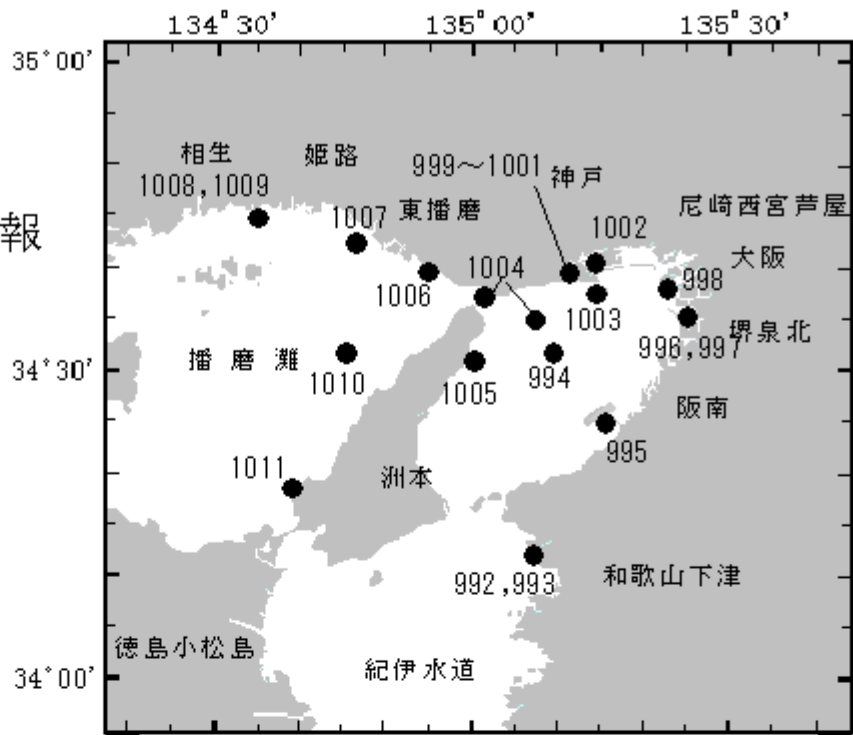 134°30' 135°00' 135°30'
35°00'
相生 姫路 999～1001 神戸
1008,1009
報 1007 東播磨 1002 尼崎西宮芦屋
1006 1004 1003 998 大阪
996,997 堺泉北
播磨灘 1010 1005 994
34°30'
阪南
995
1011 洲本
992,993 和歌山下津
徳島小松島 紀伊水道
34°00'